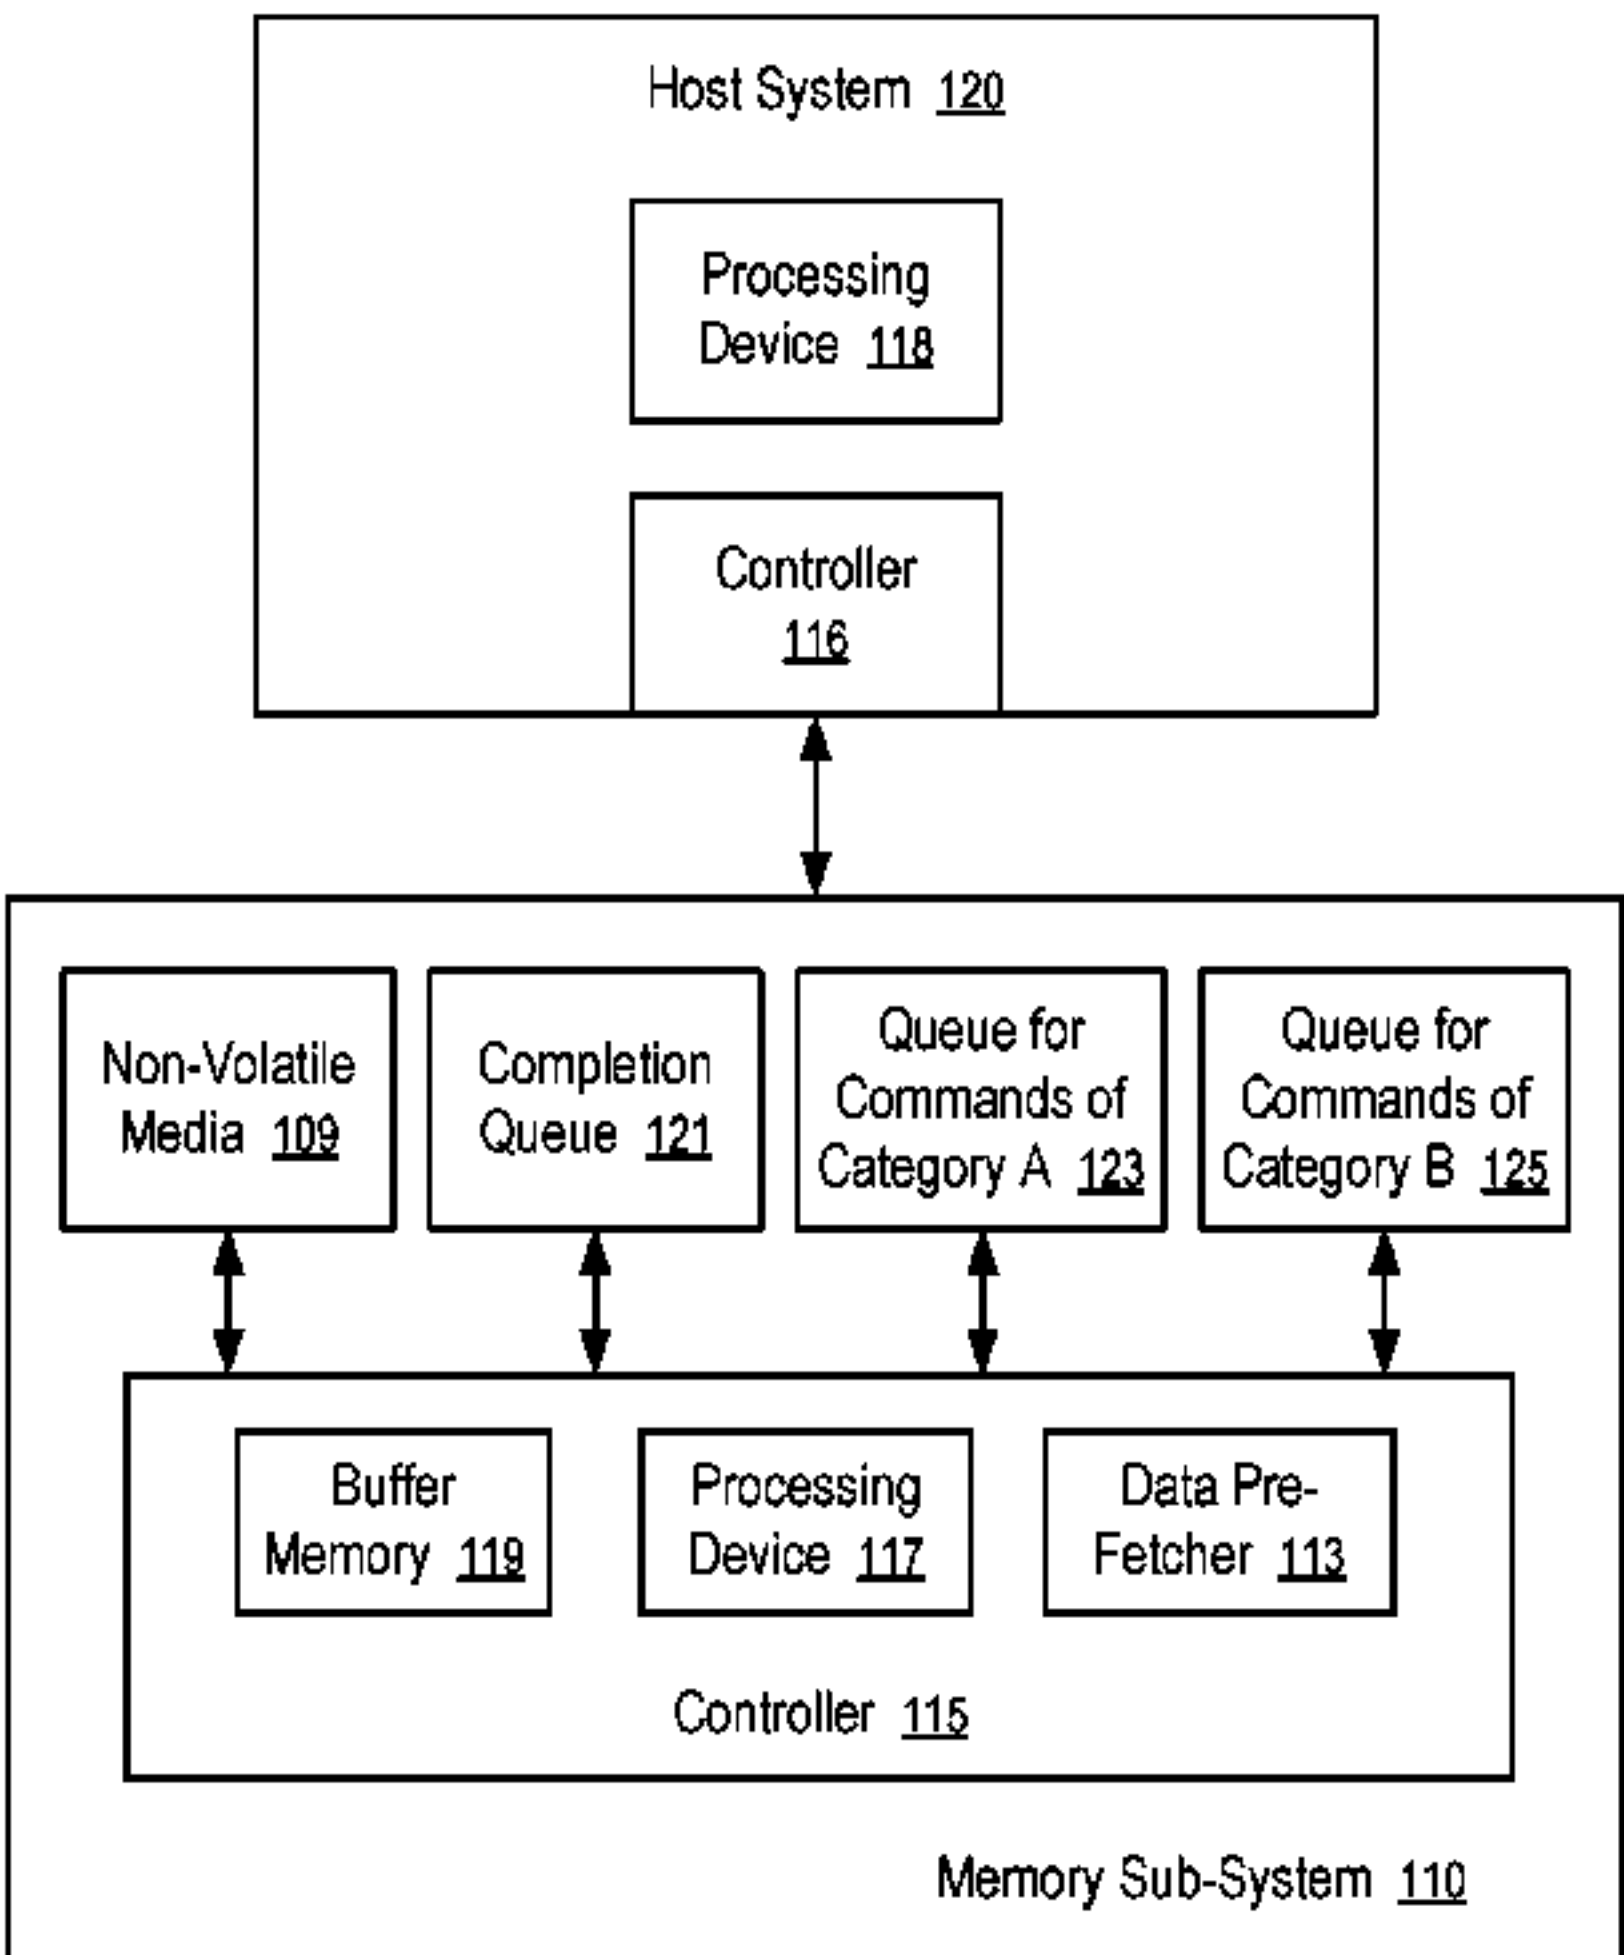 Host System 120
Processing
Device 118
Controller
116
Non-Volatile
Media 109
Completion
Queue 121
Queue for
Commands of
Category A 123
Queue for
Commands of
Category B 125
Buffer
Memory 119
Processing
Device 117
Data Pre-
Fetcher 113
Controller 115
Memory Sub-System 110